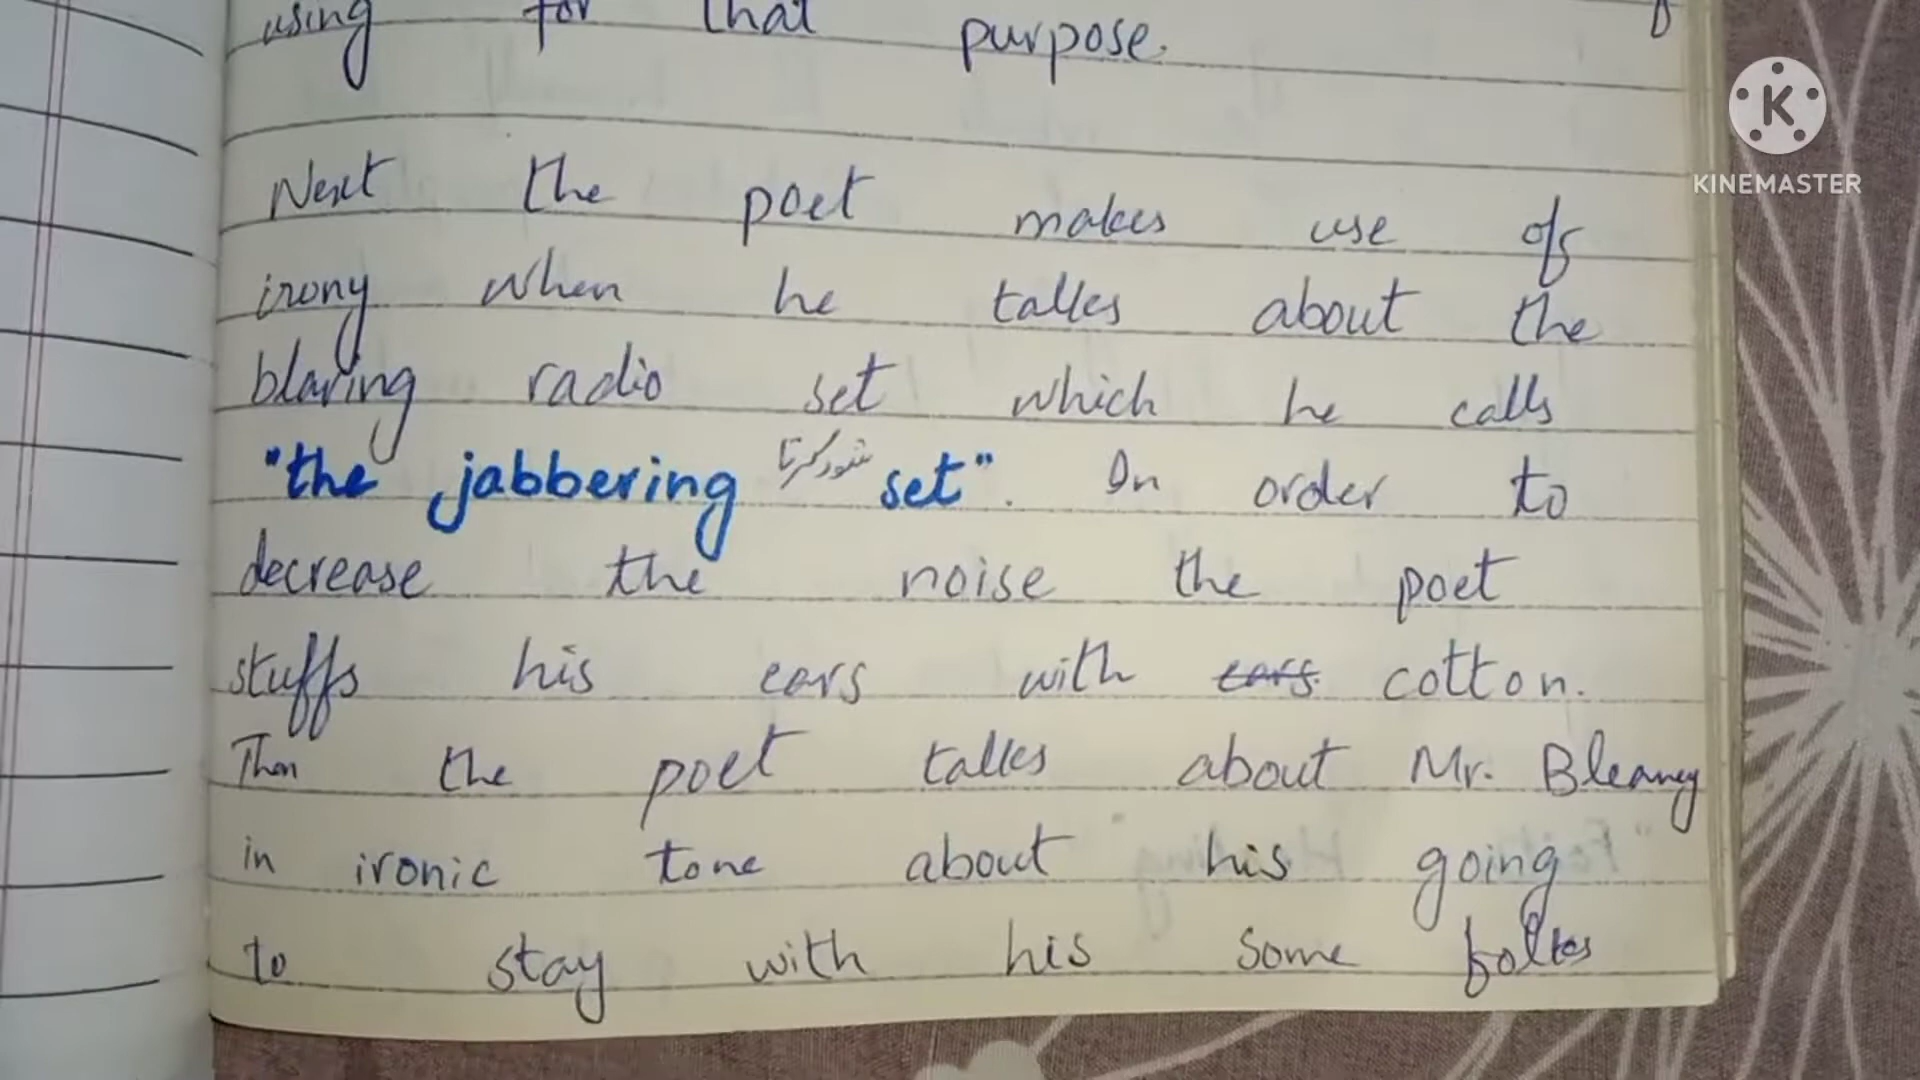 using for that purpose.
Next the poet makes use of
irony when he talks about the
blaring radio set which he calls
"the jabbering شور کرتا set". In order to
decrease the noise the poet
stuffs his ears with ears. cotton.
Then the poet talks about Mr. Bleaney
in ironic tone about his going
to stay with his some folks
K
KINEMASTER